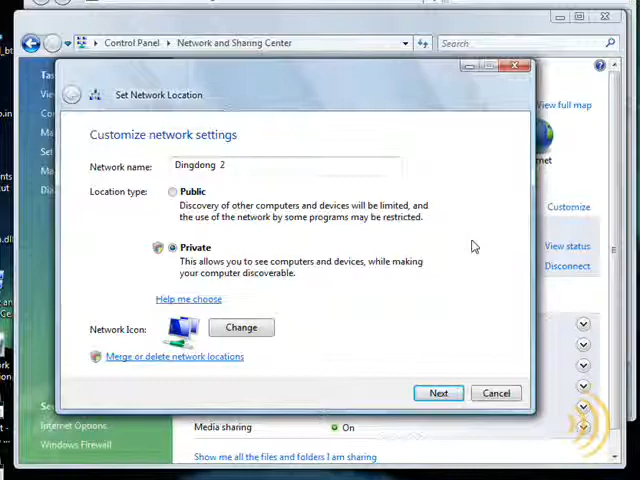 Control Panel
Network and Sharing Center
Search
Set Network Location
View full map
Customize network settings
Network name:
Dingdong 2
Location type:
Public
Discovery of other computers and devices will be limited, and
the use of the network by some programs may be restricted.
Customize
Private
View status
This allows you to see computers and devices, while making
your computer discoverable.
Disconnect
Help me choose
Network Icon:
Change
Merge or delete network locations
Next
Cancel
Internet Options
Media sharing
On
Windows Firewall
Show me all the files and folders I am sharing